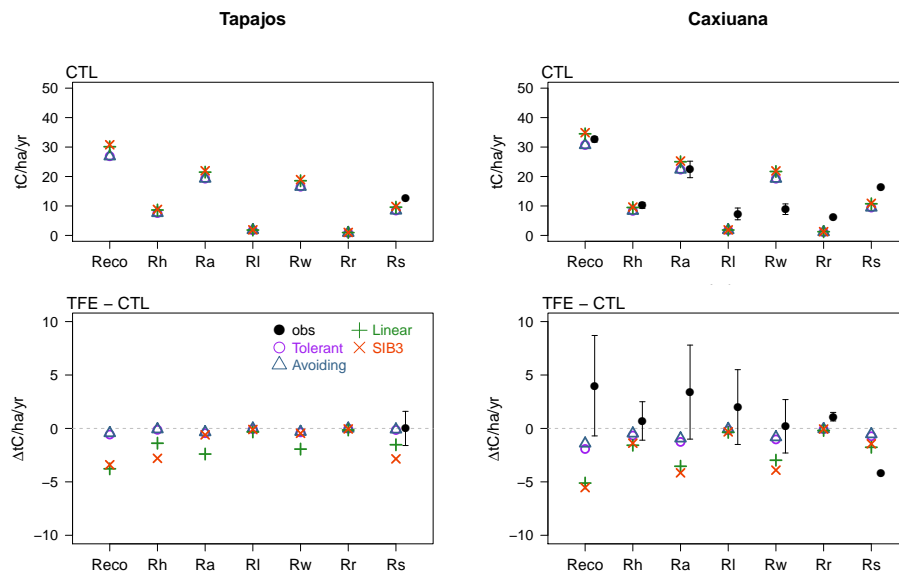 Tapajos
Caxiuana
CTL
50
40
30
20
10
0
tC/ha/yr
Reco Rh Ra Rl Rw Rr Rs
CTL
50
40
30
20
10
0
tC/ha/yr
Reco Rh Ra Rl Rw Rr Rs
TFE − CTL
10
5
0
−5
−10
ΔtC/ha/yr
obs Linear
Tolerant SIB3
Avoiding
Reco Rh Ra Rl Rw Rr Rs
TFE − CTL
10
5
0
−5
−10
ΔtC/ha/yr
Reco Rh Ra Rl Rw Rr Rs